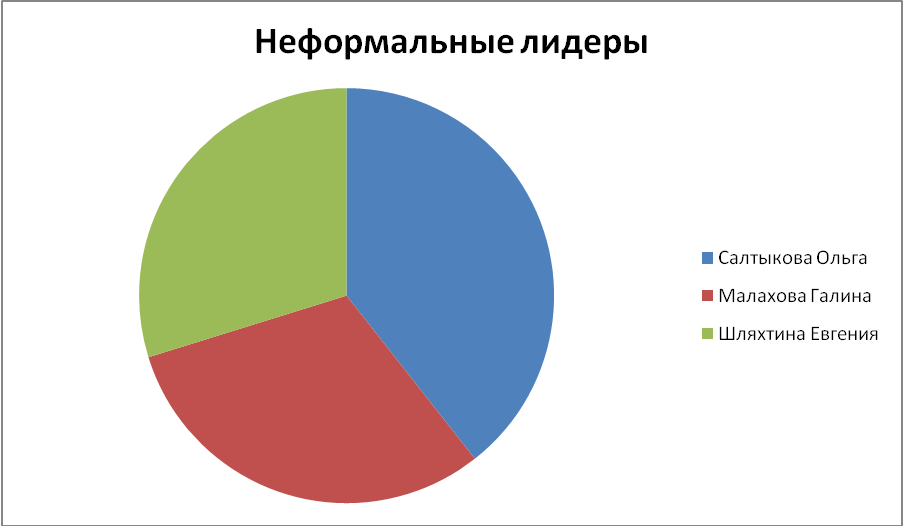 Неформальные лидеры
Салтыкова Ольга
Малахова Галина
Шляхтина Евгения